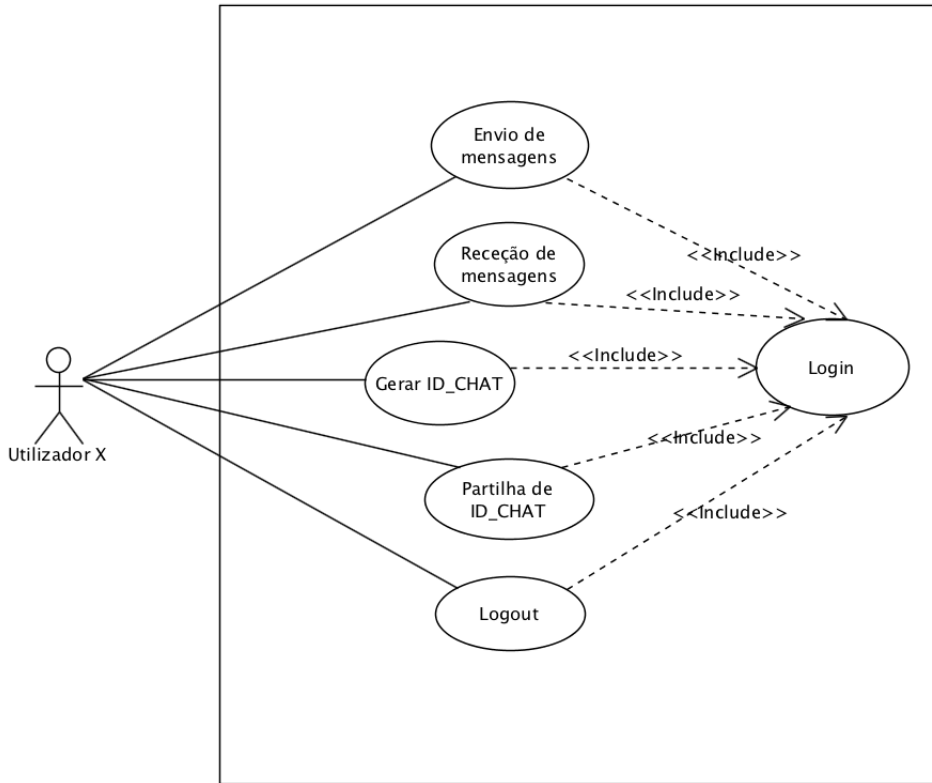 Envio de
mensagens
<<Include>>
Receção de
mensagens
<<Include>>
Gerar ID_CHAT
<<Include>>
Login
Utilizador X
<<Include>>
Partilha de
ID_CHAT
<<Include>>
Logout